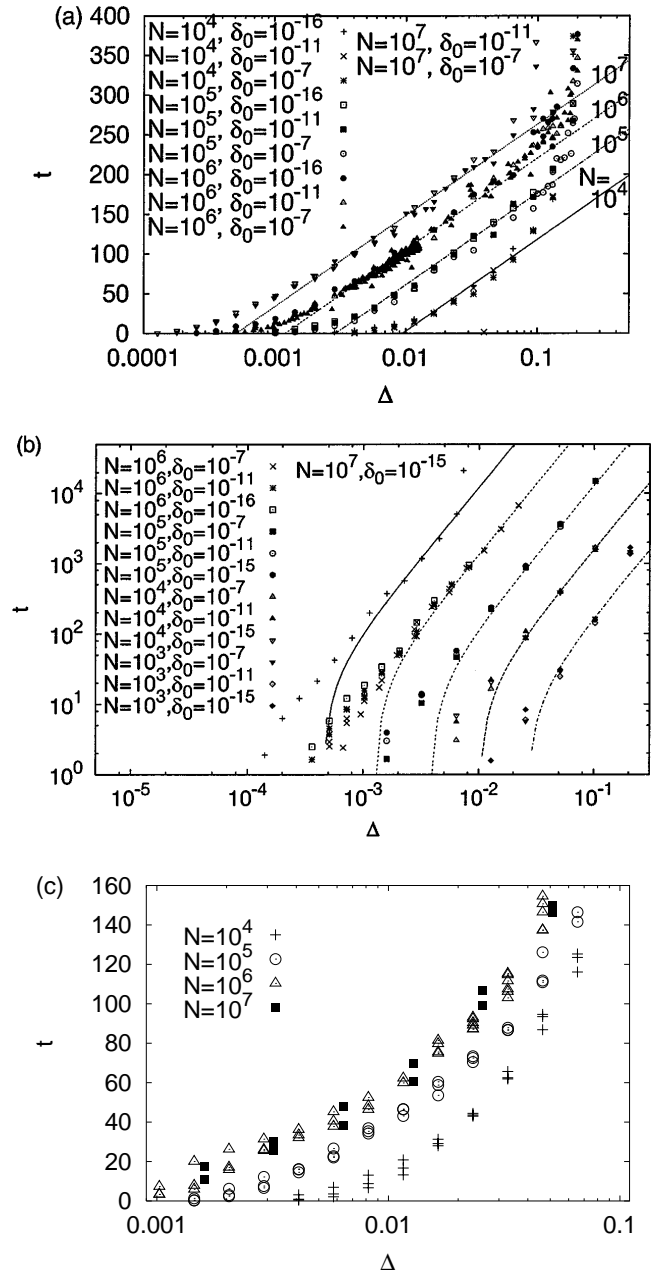 (a)
400
350
300
250
200
150
100
50
0
t
N=10^4, δ0=10^-16
N=10^4, δ0=10^-11
N=10^4, δ0=10^-7
N=10^5, δ0=10^-16
N=10^5, δ0=10^-11
N=10^5, δ0=10^-7
N=10^6, δ0=10^-16
N=10^6, δ0=10^-11
N=10^6, δ0=10^-7
N=10^7, δ0=10^-11
N=10^7, δ0=10^-7
10^7
10^6
10^5
N=
10^4
0.0001 0.001 0.01 0.1
Δ
(b)
10^4
10^3
10^2
10^1
10^0
t
N=10^6,δ0=10^-7
N=10^6,δ0=10^-11
N=10^6,δ0=10^-16
N=10^5,δ0=10^-7
N=10^5,δ0=10^-11
N=10^5,δ0=10^-15
N=10^4,δ0=10^-7
N=10^4,δ0=10^-11
N=10^4,δ0=10^-15
N=10^3,δ0=10^-7
N=10^3,δ0=10^-11
N=10^3,δ0=10^-15
N=10^7,δ0=10^-15
10^-5 10^-4 10^-3 10^-2 10^-1
Δ
(c)
160
140
120
100
80
60
40
20
0
t
N=10^4
N=10^5
N=10^6
N=10^7
0.001 0.01 0.1
Δ